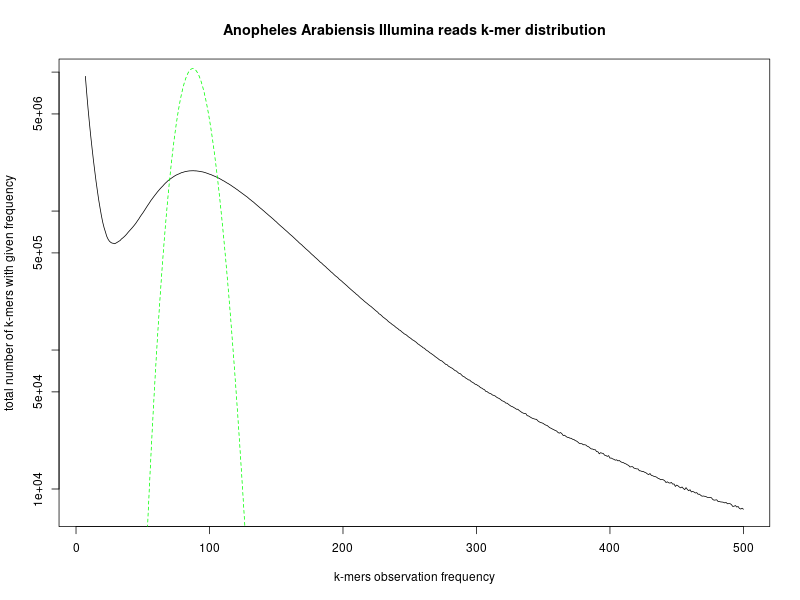 Anopheles Arabiensis Illumina reads k-mer distribution
total number of k-mers with given frequency
5e+06
5e+05
5e+04
1e+04
0 100 200 300 400 500
k-mers observation frequency